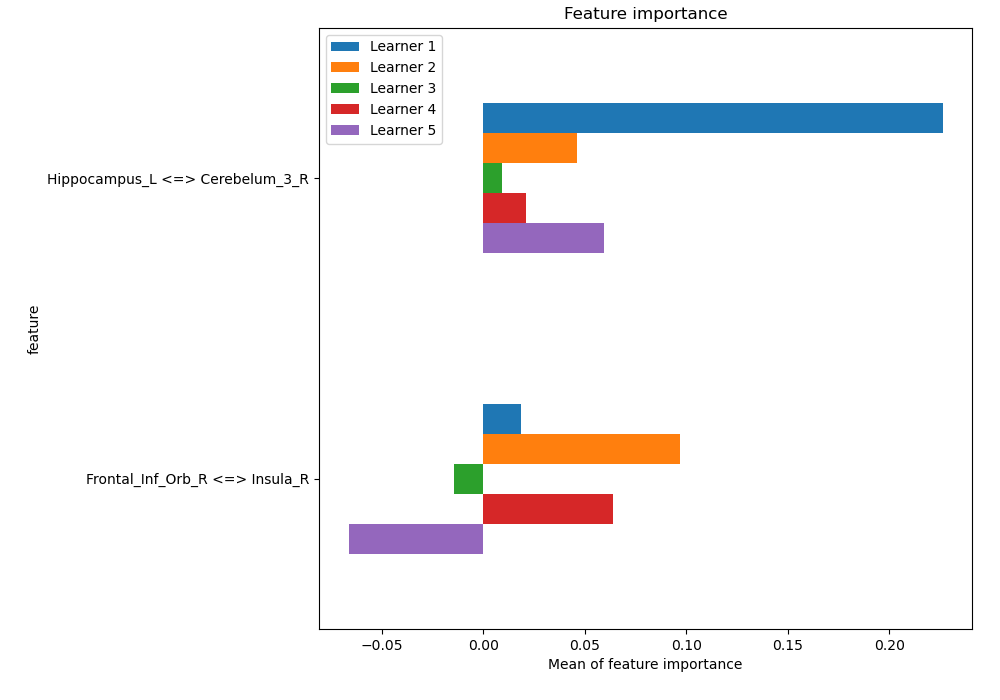 Feature importance
Learner 1
Learner 2
Learner 3
Learner 4
Learner 5
Hippocampus_L <=> Cerebelum_3_R
feature
Frontal_Inf_Orb_R <=> Insula_R
−0.05 0.00 0.05 0.10 0.15 0.20
Mean of feature importance